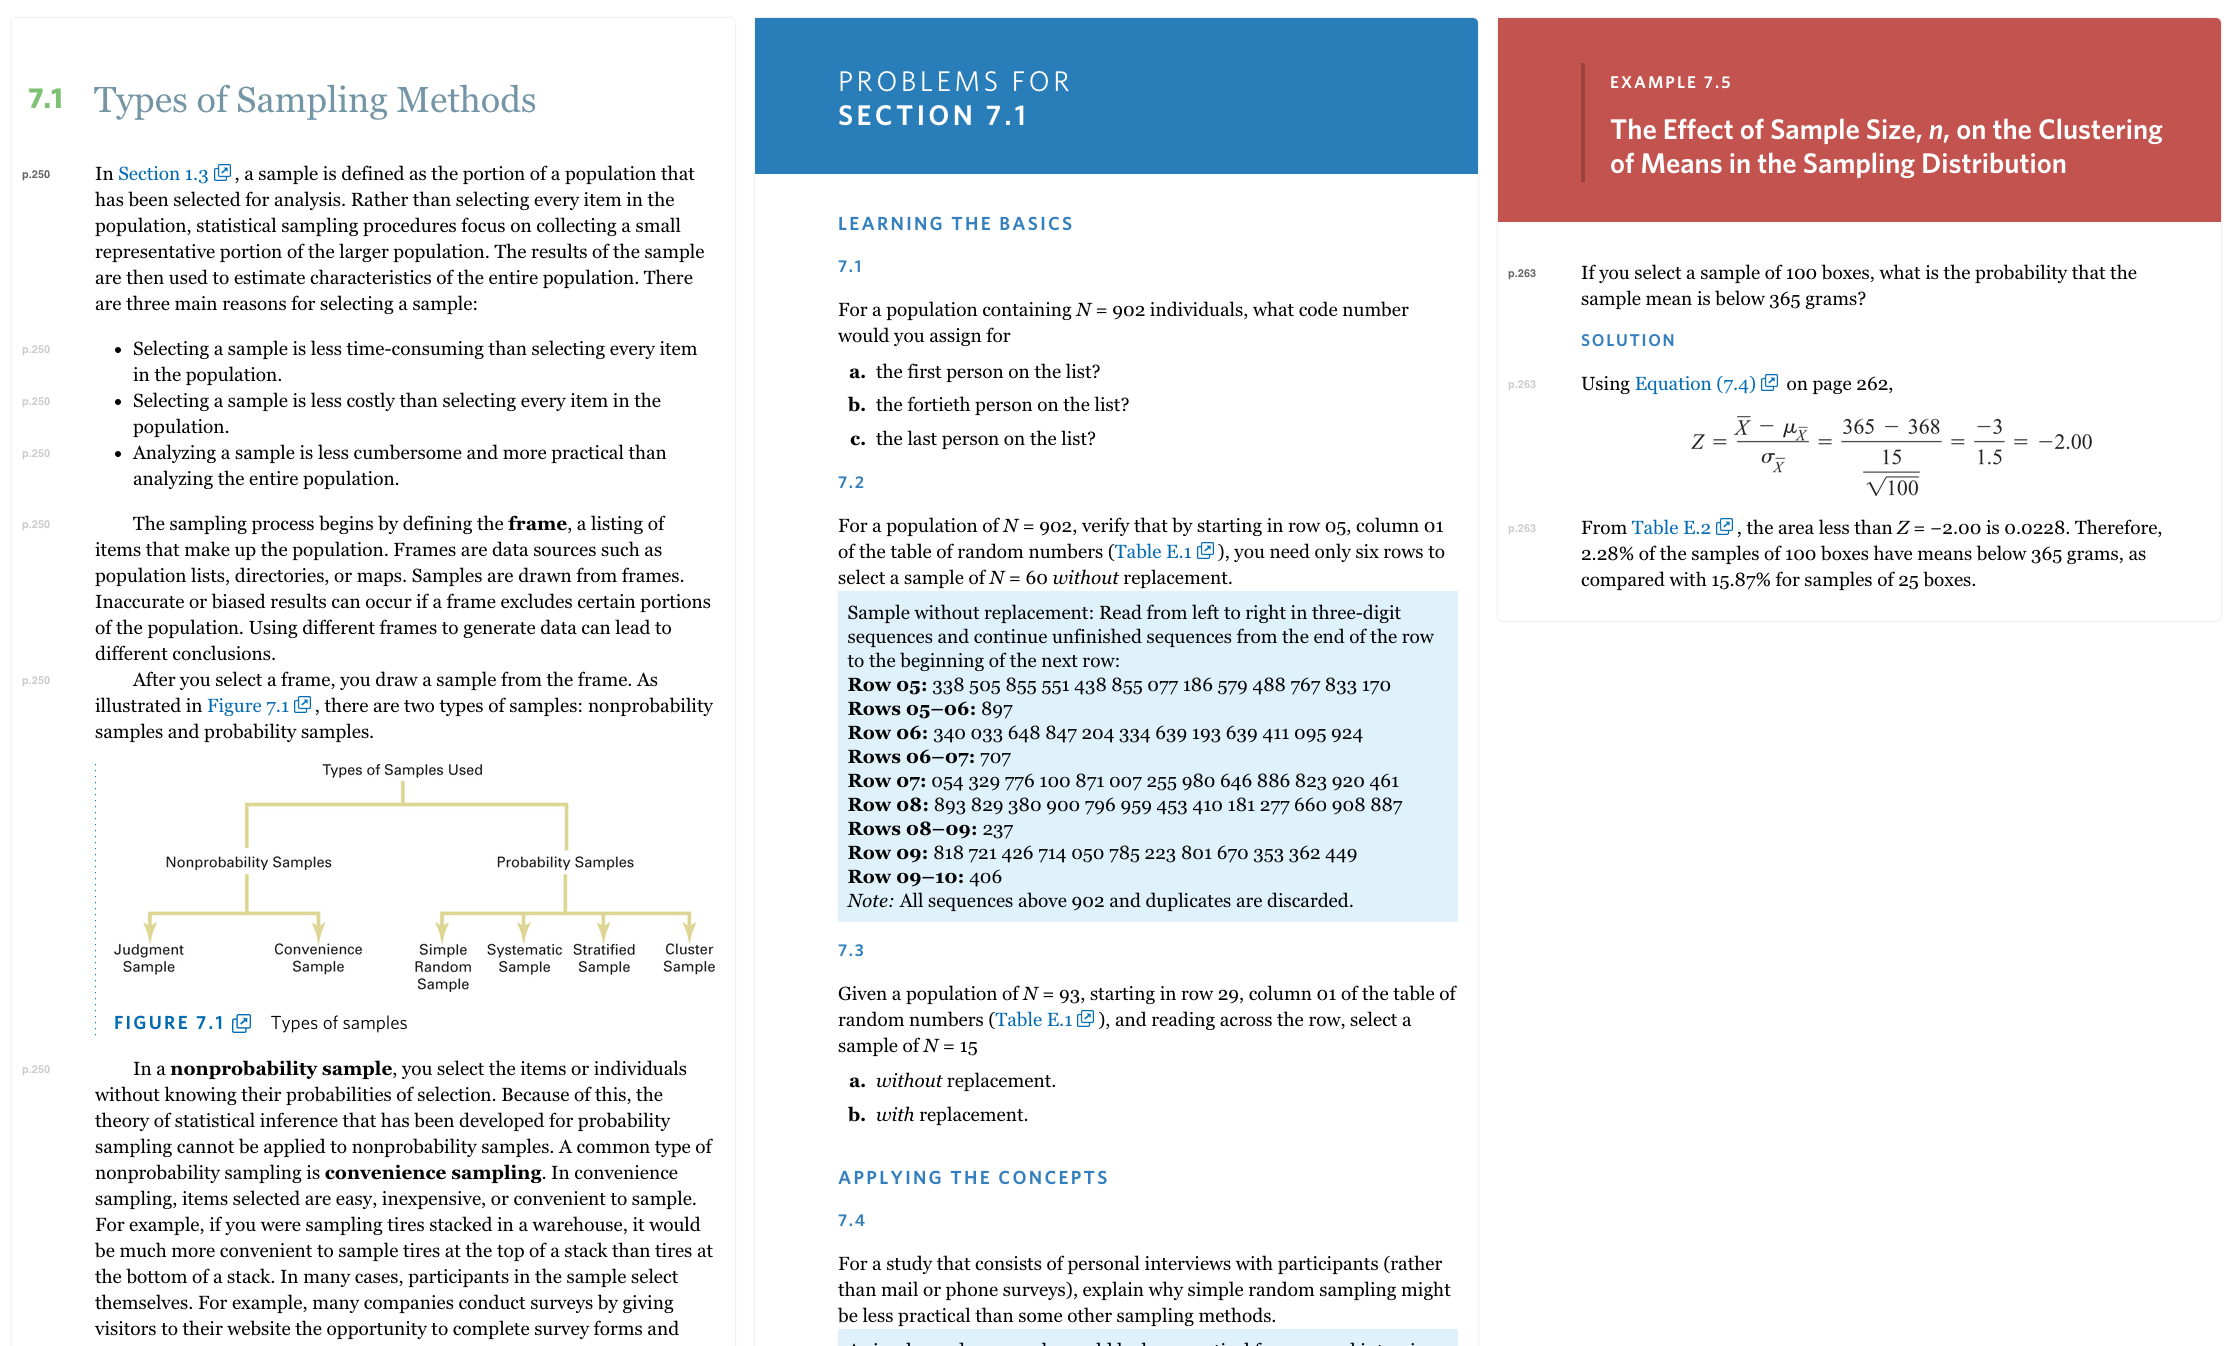 7.1 Types of Sampling Methods
p.250 In Section 1.3 , a sample is defined as the portion of a population that
has been selected for analysis. Rather than selecting every item in the
population, statistical sampling procedures focus on collecting a small
representative portion of the larger population. The results of the sample
are then used to estimate characteristics of the entire population. There
are three main reasons for selecting a sample:
p.250 • Selecting a sample is less time-consuming than selecting every item
in the population.
p.250 • Selecting a sample is less costly than selecting every item in the
population.
p.250 • Analyzing a sample is less cumbersome and more practical than
analyzing the entire population.
p.250 The sampling process begins by defining the frame, a listing of
items that make up the population. Frames are data sources such as
population lists, directories, or maps. Samples are drawn from frames.
Inaccurate or biased results can occur if a frame excludes certain portions
of the population. Using different frames to generate data can lead to
different conclusions.
p.250 After you select a frame, you draw a sample from the frame. As
illustrated in Figure 7.1 , there are two types of samples: nonprobability
samples and probability samples.
Types of Samples Used
Nonprobability Samples Probability Samples
Judgment Sample
Convenience Sample
Simple Random Sample
Systematic Sample
Stratified Sample
Cluster Sample
FIGURE 7.1 Types of samples
p.250 In a nonprobability sample, you select the items or individuals
without knowing their probabilities of selection. Because of this, the
theory of statistical inference that has been developed for probability
sampling cannot be applied to nonprobability samples. A common type of
nonprobability sampling is convenience sampling. In convenience
sampling, items selected are easy, inexpensive, or convenient to sample.
For example, if you were sampling tires stacked in a warehouse, it would
be much more convenient to sample tires at the top of a stack than tires at
the bottom of a stack. In many cases, participants in the sample select
themselves. For example, many companies conduct surveys by giving
visitors to their website the opportunity to complete survey forms and
PROBLEMS FOR
SECTION 7.1
LEARNING THE BASICS
7.1
For a population containing N = 902 individuals, what code number
would you assign for
a. the first person on the list?
b. the fortieth person on the list?
c. the last person on the list?
7.2
For a population of N = 902, verify that by starting in row 05, column 01
of the table of random numbers (Table E.1 ), you need only six rows to
select a sample of N = 60 without replacement.
Sample without replacement: Read from left to right in three-digit
sequences and continue unfinished sequences from the end of the row
to the beginning of the next row:
Row 05: 338 505 855 551 438 855 077 186 579 488 767 833 170
Rows 05–06: 897
Row 06: 340 033 648 847 204 334 639 193 639 411 095 924
Rows 06–07: 707
Row 07: 054 329 776 100 871 007 255 980 646 886 823 920 461
Row 08: 893 829 380 900 796 959 453 410 181 277 660 908 887
Rows 08–09: 237
Row 09: 818 721 426 714 050 785 223 801 670 353 362 449
Row 09–10: 406
Note: All sequences above 902 and duplicates are discarded.
7.3
Given a population of N = 93, starting in row 29, column 01 of the table of
random numbers (Table E.1 ), and reading across the row, select a
sample of N = 15
a. without replacement.
b. with replacement.
APPLYING THE CONCEPTS
7.4
For a study that consists of personal interviews with participants (rather
than mail or phone surveys), explain why simple random sampling might
be less practical than some other sampling methods.
EXAMPLE 7.5
The Effect of Sample Size, n, on the Clustering
of Means in the Sampling Distribution
p.263 If you select a sample of 100 boxes, what is the probability that the
sample mean is below 365 grams?
SOLUTION
p.263 Using Equation (7.4) on page 262,
Z = (X̄ − μX̄)/σX̄ = (365 − 368)/(15/√100) = −3/1.5 = −2.00
p.263 From Table E.2 , the area less than Z = −2.00 is 0.0228. Therefore,
2.28% of the samples of 100 boxes have means below 365 grams, as
compared with 15.87% for samples of 25 boxes.